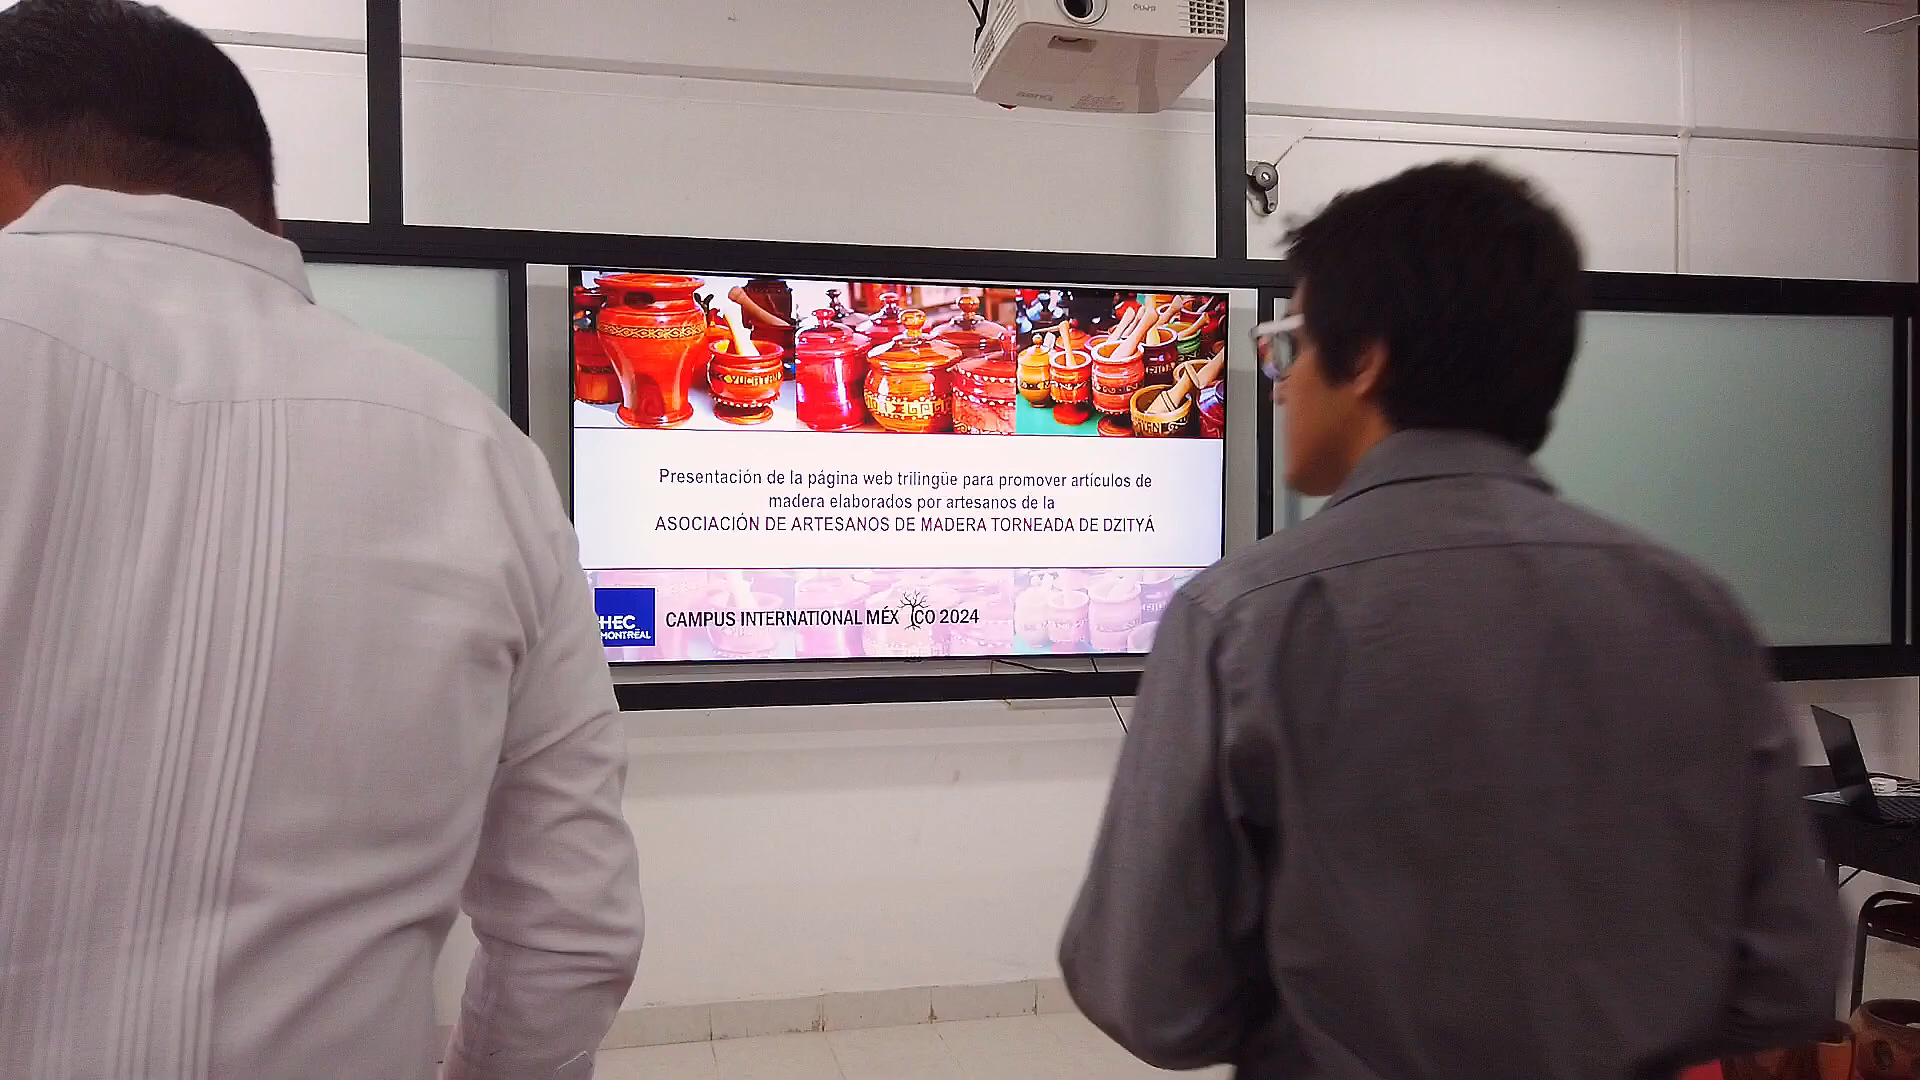 YUCATAN
Presentación de la página web trilingüe para promover artículos de
madera elaborados por artesanos de la
ASOCIACIÓN DE ARTESANOS DE MADERA TORNEADA DE DZITYÁ
HEC
MONTRÉAL
CAMPUS INTERNATIONAL MÉXICO 2024